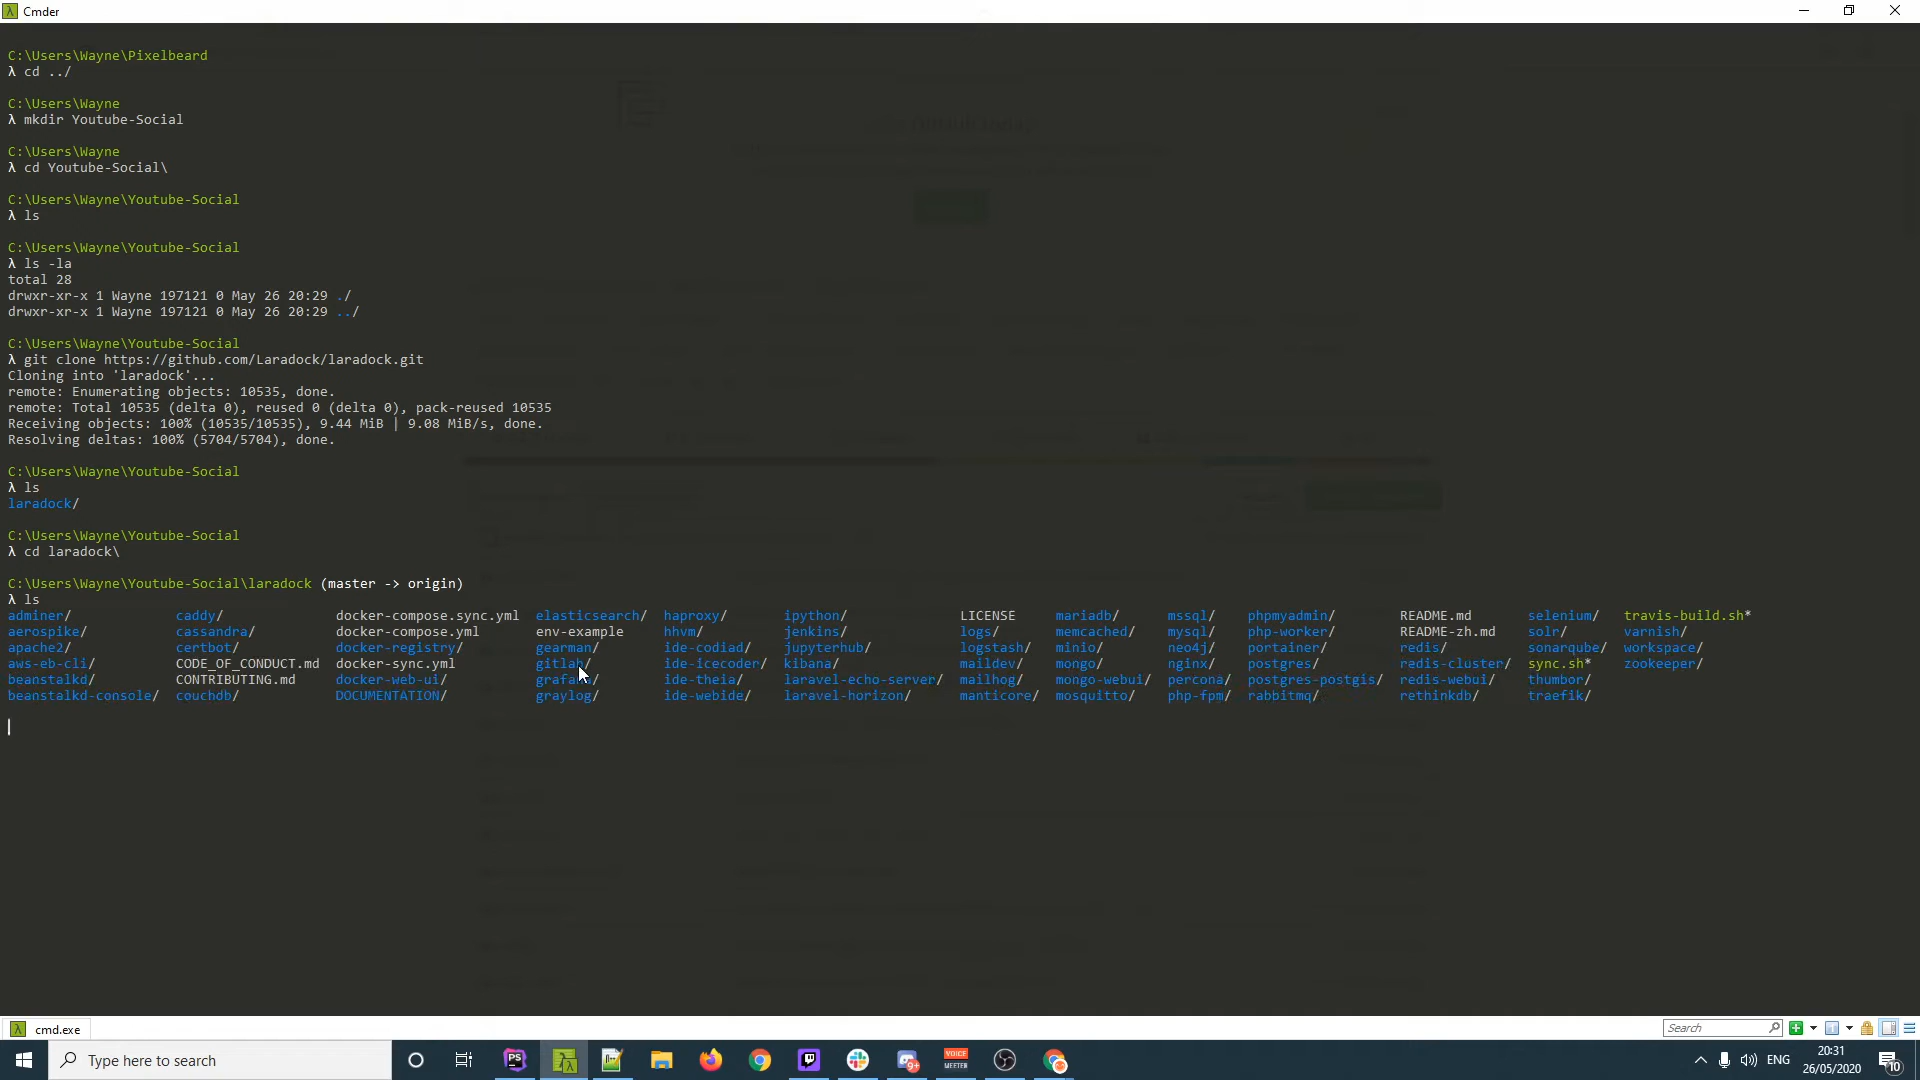 Cmder
C:\Users\Wayne\Pixelbeard
λ cd ../
C:\Users\Wayne
λ mkdir Youtube-Social
C:\Users\Wayne
λ cd Youtube-Social\
C:\Users\Wayne\Youtube-Social
λ ls
C:\Users\Wayne\Youtube-Social
λ ls -la
total 28
drwxr-xr-x 1 Wayne 197121 0 May 26 20:29 ./
drwxr-xr-x 1 Wayne 197121 0 May 26 20:29 ../
C:\Users\Wayne\Youtube-Social
λ git clone https://github.com/Laradock/laradock.git
Cloning into 'laradock'...
remote: Enumerating objects: 10535, done.
remote: Total 10535 (delta 0), reused 0 (delta 0), pack-reused 10535
Receiving objects: 100% (10535/10535), 9.44 MiB | 9.08 MiB/s, done.
Resolving deltas: 100% (5704/5704), done.
C:\Users\Wayne\Youtube-Social
λ ls
laradock/
C:\Users\Wayne\Youtube-Social
λ cd laradock\
C:\Users\Wayne\Youtube-Social\laradock (master -> origin)
λ ls
adminer/ caddy/ docker-compose.sync.yml elasticsearch/ haproxy/ ipython/ LICENSE mariadb/ mssql/ phpmyadmin/ README.md selenium/ travis-build.sh*
aerospike/ cassandra/ docker-compose.yml env-example hhvm/ jenkins/ logs/ memcached/ mysql/ php-worker/ README-zh.md solr/ varnish/
apache2/ certbot/ docker-registry/ gearman/ ide-codiad/ jupyterhub/ logstash/ minio/ neo4j/ portainer/ redis/ sonarqube/ workspace/
aws-eb-cli/ CODE_OF_CONDUCT.md docker-sync.yml gitlab/ ide-icecoder/ kibana/ maildev/ mongo/ nginx/ postgres/ redis-cluster/ sync.sh* zookeeper/
beanstalkd/ CONTRIBUTING.md docker-web-ui/ grafana/ ide-theia/ laravel-echo-server/ mailhog/ mongo-webui/ percona/ postgres-postgis/ redis-webui/ thumbor/
beanstalkd-console/ couchdb/ DOCUMENTATION/ graylog/ ide-webide/ laravel-horizon/ manticore/ mosquitto/ php-fpm/ rabbitmq/ rethinkdb/ traefik/
cmd.exe
Search
Type here to search
PS
9+
VOICE
MEETER
ENG
20:31
26/05/2020
10